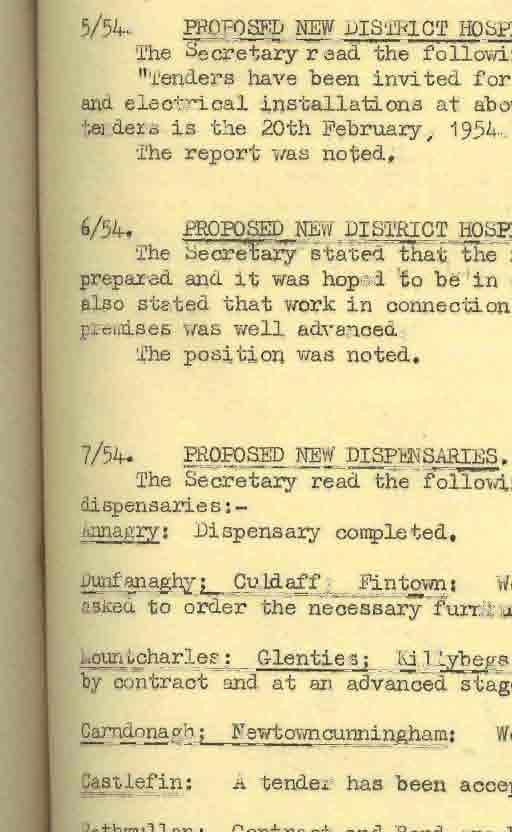 5/54. PROPOSED NEW DISTRICT HOSP
The Secretary read the followi
"Tenders have been invited for
and electrical installations at abo
tenders is the 20th February, 1954.
The report was noted.
6/54. PROPOSED NEW DISTRICT HOSP
The Secretary stated that the
prepared and it was hoped to be in
also stated that work in connection
premises was well advanced.
The position was noted.
7/54. PROPOSED NEW DISPENSARIES.
The Secretary read the followi
dispensaries:-
Annagry: Dispensary completed.
Dunfanaghy; Culdaff; Fintown: W
asked to order the necessary furnitu
Mountcharles: Glenties; Killybegs
by contract and at an advanced stag
Carndonagh; Newtowncunningham: W
Castlefin: A tender has been accep
Rathmullan: Contract and Bond